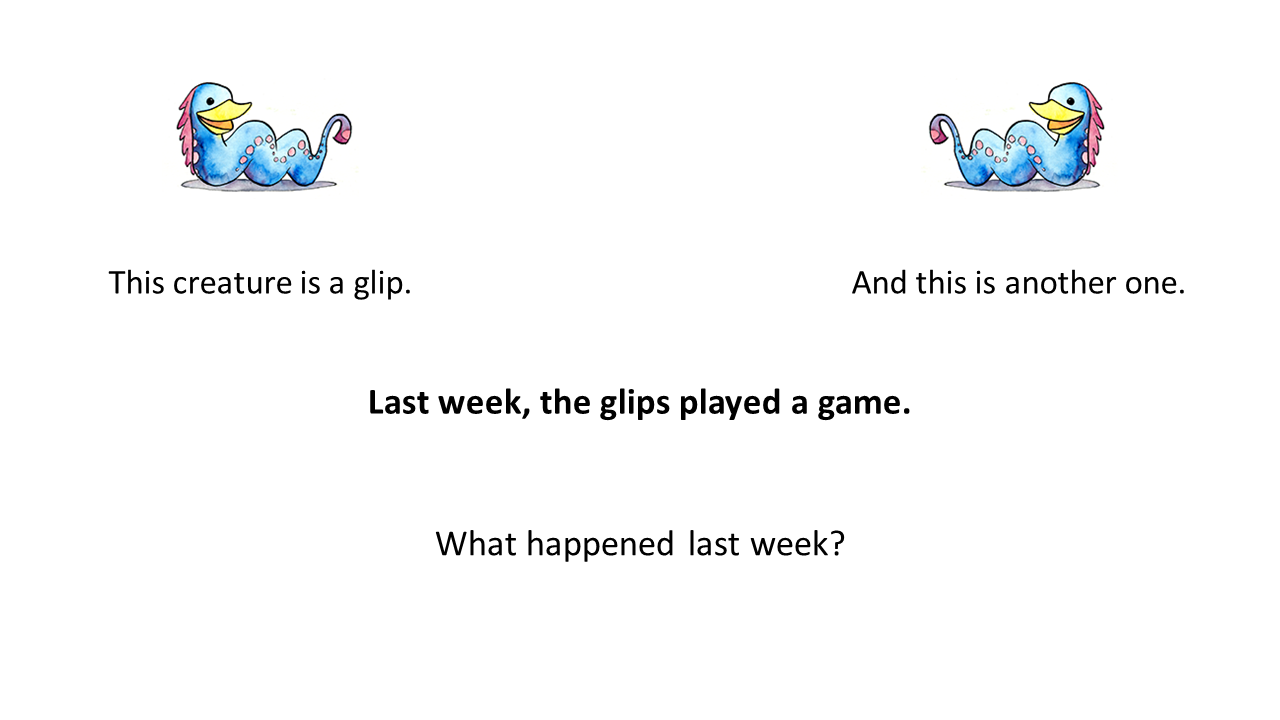 This creature is a glip.
And this is another one.
Last week, the glips played a game.
What happened last week?